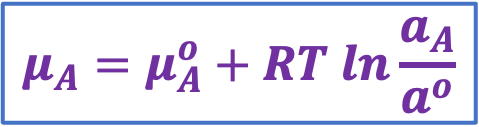 μ_A = μ_A^o + RT ln a_A/a^o